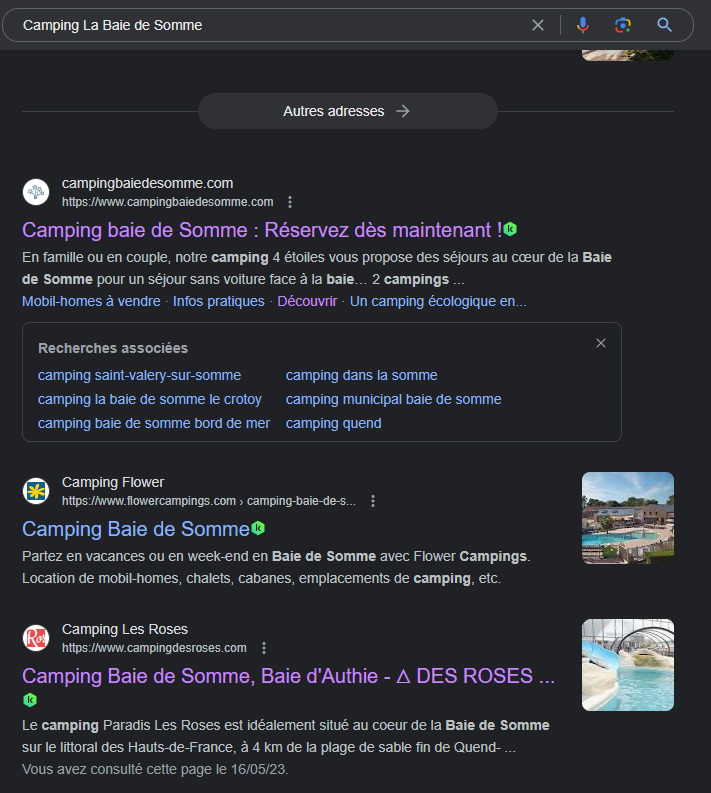 Camping La Baie de Somme
Autres adresses
campingbaiedesomme.com
https://www.campingbaiedesomme.com
Camping baie de Somme : Réservez dès maintenant !
En famille ou en couple, notre camping 4 étoiles vous propose des séjours au cœur de la Baie
de Somme pour un séjour sans voiture face à la baie… 2 campings ...
Mobil-homes à vendre · Infos pratiques · Découvrir · Un camping écologique en...
Recherches associées
camping saint-valery-sur-somme
camping dans la somme
camping la baie de somme le crotoy
camping municipal baie de somme
camping baie de somme bord de mer
camping quend
Camping Flower
https://www.flowercampings.com › camping-baie-de-s...
Camping Baie de Somme
Partez en vacances ou en week-end en Baie de Somme avec Flower Campings.
Location de mobil-homes, chalets, cabanes, emplacements de camping, etc.
Ros
Camping Les Roses
https://www.campingdesroses.com
Camping Baie de Somme, Baie d'Authie - Δ DES ROSES ...
Le camping Paradis Les Roses est idéalement situé au coeur de la Baie de Somme
sur le littoral des Hauts-de-France, à 4 km de la plage de sable fin de Quend- ...
Vous avez consulté cette page le 16/05/23.